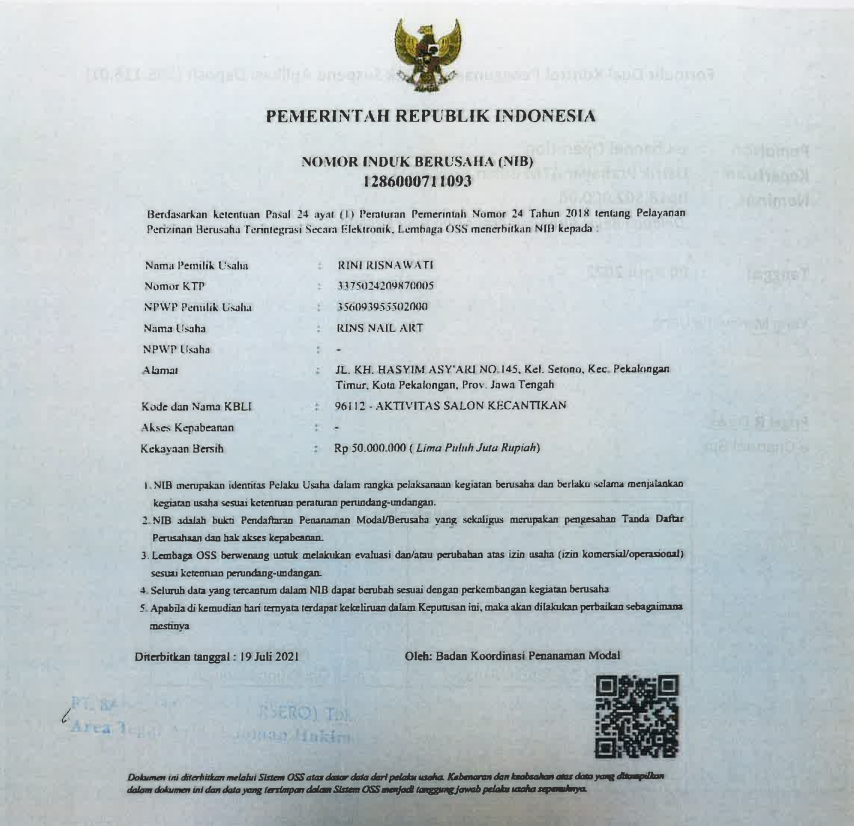 PEMERINTAH REPUBLIK INDONESIA
NOMOR INDUK BERUSAHA (NIB)
1286000711093
Berdasarkan ketentuan Pasal 24 ayat (1) Peraturan Pemerintah Nomor 24 Tahun 2018 tentang Pelayanan
Perizinan Berusaha Terintegrasi Secara Elektronik, Lembaga OSS menerbitkan NIB kepada :
Nama Pemilik Usaha : RINI RISNAWATI
Nomor KTP : 3375024209870005
NPWP Pemilik Usaha : 356093955502000
Nama Usaha : RINS NAIL ART
NPWP Usaha : -
Alamat : JL. KH. HASYIM ASY'ARI NO.145, Kel. Setono, Kec. Pekalongan
Timur, Kota Pekalongan, Prov. Jawa Tengah
Kode dan Nama KBLI : 96112 - AKTIVITAS SALON KECANTIKAN
Akses Kepabeanan : -
Kekayaan Bersih : Rp 50.000.000 ( Lima Puluh Juta Rupiah)
1. NIB merupakan identitas Pelaku Usaha dalam rangka pelaksanaan kegiatan berusaha dan berlaku selama menjalankan
kegiatan usaha sesuai ketentuan peraturan perundang-undangan.
2. NIB adalah bukti Pendaftaran Penanaman Modal/Berusaha yang sekaligus merupakan pengesahan Tanda Daftar
Perusahaan dan hak akses kepabeanan.
3. Lembaga OSS berwenang untuk melakukan evaluasi dan/atau perubahan atas izin usaha (izin komersial/operasional)
sesuai ketentuan perundang-undangan.
4. Seluruh data yang tercantum dalam NIB dapat berubah sesuai dengan perkembangan kegiatan berusaha
5. Apabila di kemudian hari ternyata terdapat kekeliruan dalam Keputusan ini, maka akan dilakukan perbaikan sebagaimana
mestinya
Diterbitkan tanggal : 19 Juli 2021
Oleh: Badan Koordinasi Penanaman Modal
PT. RSERO) Tbk
Area Hakim
Dokumen ini diterbitkan melalui Sistem OSS atas dasar data dari pelaku usaha. Kebenaran dan keabsahan atas data yang ditampilkan
dalam dokumen ini dan data yang tersimpan dalam Sistem OSS menjadi tanggung jawab pelaku usaha sepenuhnya.